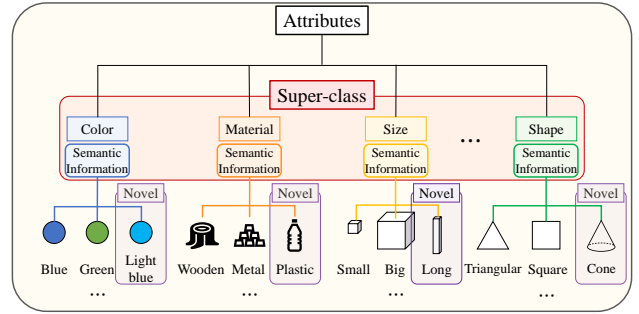 Attributes
Super-class
Color
Material
Size
...
Shape
Semantic
Information
Semantic
Information
Semantic
Information
Semantic
Information
Novel
Novel
Novel
Novel
Blue
Green
Light
blue
Wooden
Metal
Plastic
Small
Big
Long
Triangular
Square
Cone
...
...
...
...